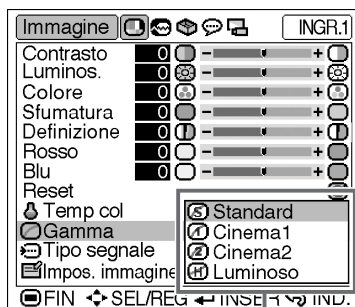 Immagine INGR.1
Contrasto 0 - +
Luminos. 0 - +
Colore 0 - +
Sfumatura 0 - +
Definizione 0 - +
Rosso 0 - +
Blu 0 - +
Reset
Temp col
Gamma
Tipo segnale
Impos. immagine
S Standard
Cinema1
Cinema2
Luminoso
FIN SEL/REG INSER IND.